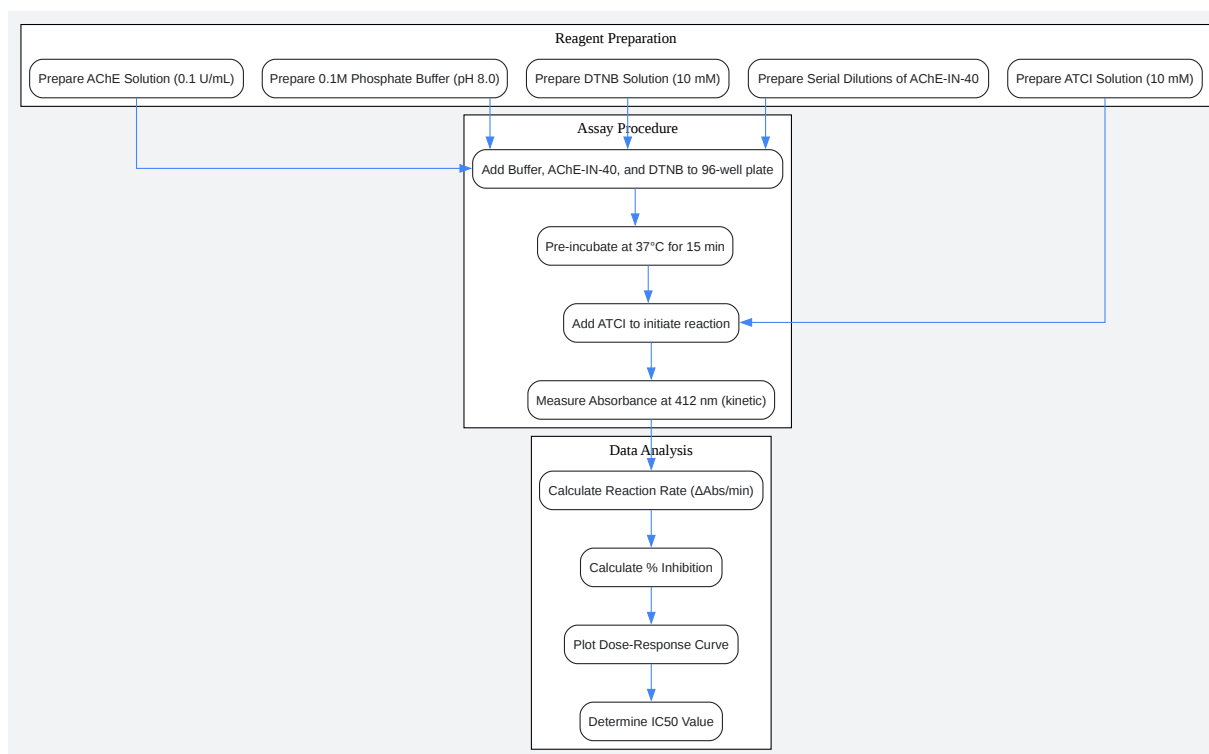 Reagent Preparation
Prepare AChE Solution (0.1 U/mL)
Prepare 0.1M Phosphate Buffer (pH 8.0)
Prepare DTNB Solution (10 mM)
Prepare Serial Dilutions of AChE-IN-40
Prepare ATCI Solution (10 mM)
Assay Procedure
Add Buffer, AChE-IN-40, and DTNB to 96-well plate
Pre-incubate at 37°C for 15 min
Add ATCI to initiate reaction
Measure Absorbance at 412 nm (kinetic)
Data Analysis
Calculate Reaction Rate (ΔAbs/min)
Calculate % Inhibition
Plot Dose-Response Curve
Determine IC50 Value